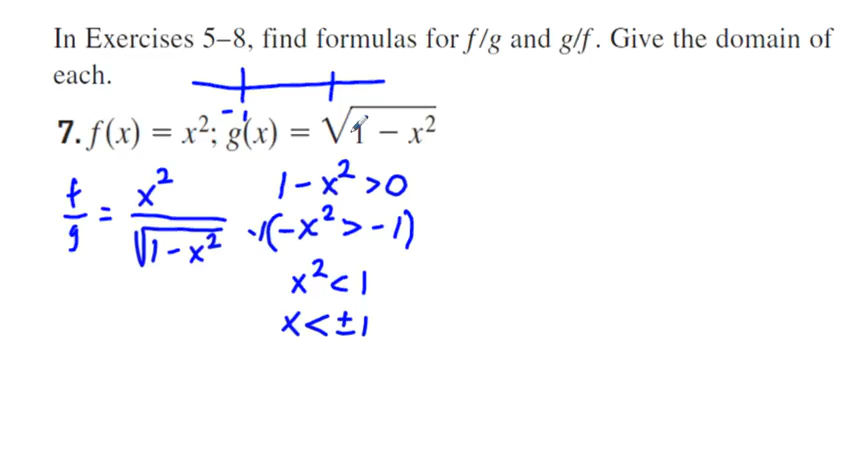 In Exercises 5–8, find formulas for f/g and g/f. Give the domain of
each.
-1
7. f(x) = x²; g(x) = √(1 − x²)
f/g = x²/√(1-x²)
1-x²>0
-1(-x²>-1)
x²<1
x<±1